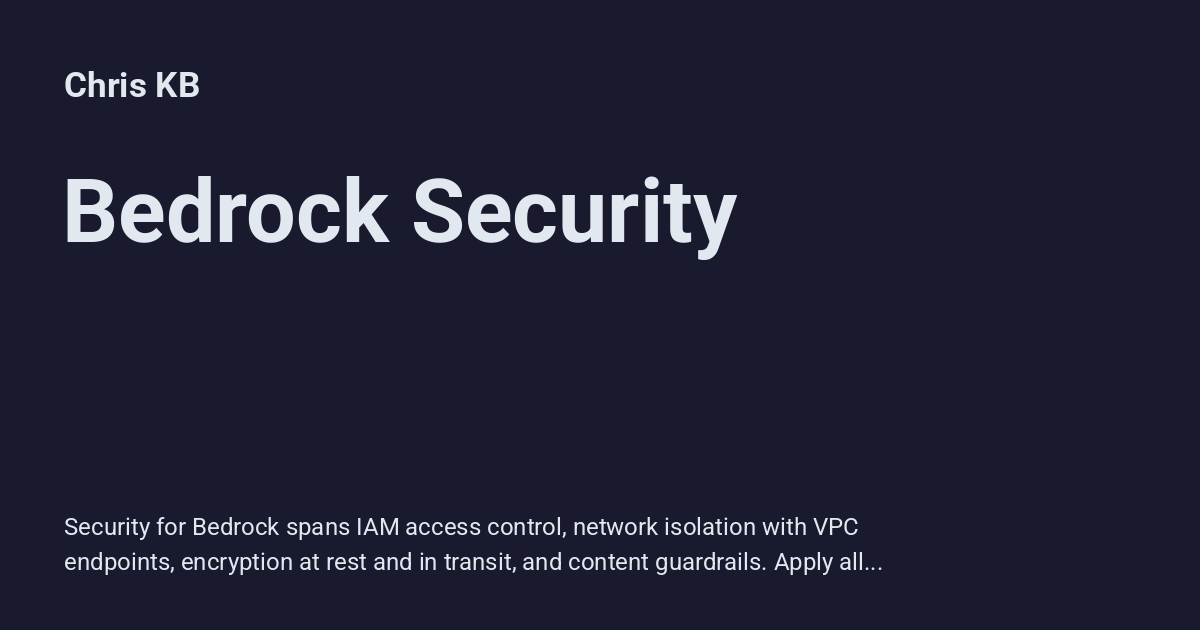 Chris KB
Bedrock Security
Security for Bedrock spans IAM access control, network isolation with VPC
endpoints, encryption at rest and in transit, and content guardrails. Apply all...